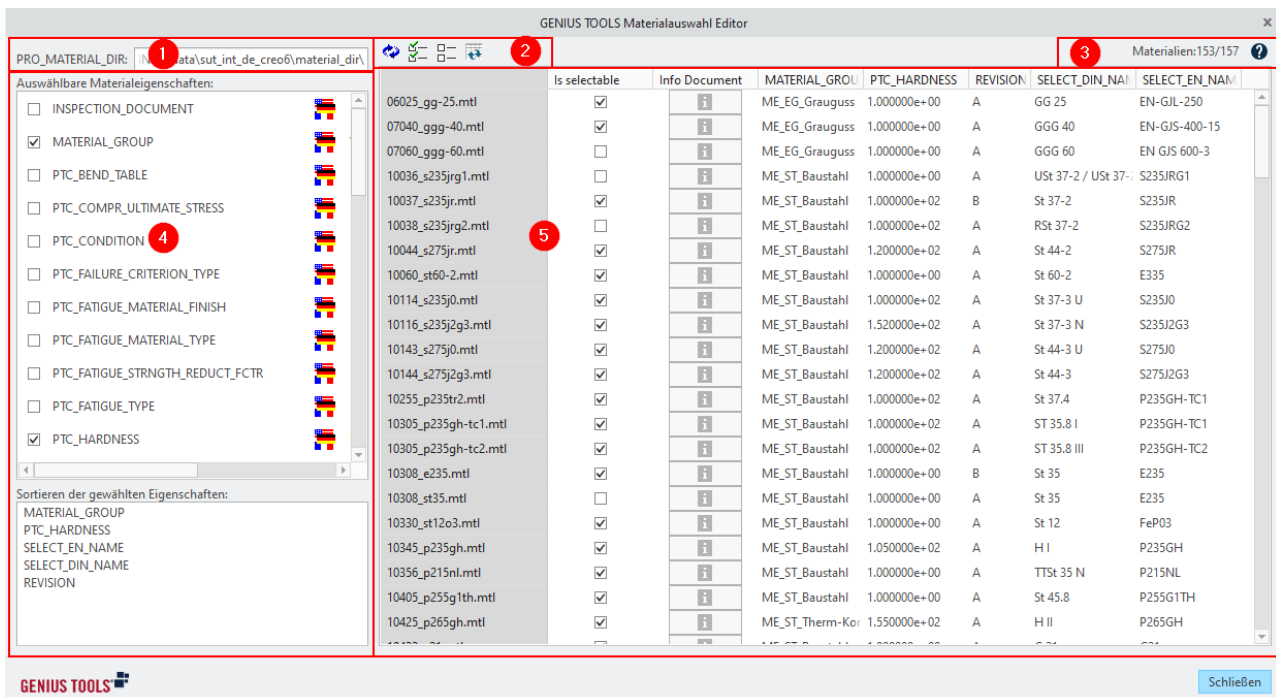 GENIUS TOOLS Materialauswahl Editor x
PRO_MATERIAL_DIR: data\sut_int_de_creo6\material_dir\ 1 2 3 Materialien:153/157 ?
Auswählbare Materialeigenschaften:
INSPECTION_DOCUMENT
MATERIAL_GROUP
PTC_BEND_TABLE
PTC_COMPR_ULTIMATE_STRESS
PTC_CONDITION 4
PTC_FAILURE_CRITERION_TYPE
PTC_FATIGUE_MATERIAL_FINISH
PTC_FATIGUE_MATERIAL_TYPE
PTC_FATIGUE_STRNGTH_REDUCT_FCTR
PTC_FATIGUE_TYPE
PTC_HARDNESS
Sortieren der gewählten Eigenschaften:
MATERIAL_GROUP
PTC_HARDNESS
SELECT_EN_NAME
SELECT_DIN_NAME
REVISION
Is selectable Info Document MATERIAL_GROU PTC_HARDNESS REVISION SELECT_DIN_NAM SELECT_EN_NAM
06025_gg-25.mtl i ME_EG_Grauguss 1.000000e+00 A GG 25 EN-GJL-250
07040_ggg-40.mtl i ME_EG_Grauguss 1.000000e+00 A GGG 40 EN-GJS-400-15
07060_ggg-60.mtl i ME_EG_Grauguss 1.000000e+00 A GGG 60 EN GJS 600-3
10036_s235jrg1.mtl i ME_ST_Baustahl 1.000000e+00 A USt 37-2 / USt 37- S235JRG1
10037_s235jr.mtl i ME_ST_Baustahl 1.000000e+02 B St 37-2 S235JR
10038_s235jrg2.mtl 5 i ME_ST_Baustahl 1.000000e+02 A RSt 37-2 S235JRG2
10044_s275jr.mtl i ME_ST_Baustahl 1.200000e+02 A St 44-2 S275JR
10060_st60-2.mtl i ME_ST_Baustahl 1.000000e+00 A St 60-2 E335
10114_s235j0.mtl i ME_ST_Baustahl 1.000000e+02 A St 37-3 U S235J0
10116_s235j2g3.mtl i ME_ST_Baustahl 1.520000e+02 A St 37-3 N S235J2G3
10143_s275j0.mtl i ME_ST_Baustahl 1.200000e+02 A St 44-3 U S275J0
10144_s275j2g3.mtl i ME_ST_Baustahl 1.200000e+02 A St 44-3 S275J2G3
10255_p235tr2.mtl i ME_ST_Baustahl 1.000000e+02 A St 37.4 P235GH-TC1
10305_p235gh-tc1.mtl i ME_ST_Baustahl 1.000000e+02 A ST 35.8 I P235GH-TC1
10305_p235gh-tc2.mtl i ME_ST_Baustahl 1.000000e+02 A ST 35.8 III P235GH-TC2
10308_e235.mtl i ME_ST_Baustahl 1.000000e+00 B St 35 E235
10308_st35.mtl i ME_ST_Baustahl 1.000000e+00 A St 35 E235
10330_st12o3.mtl i ME_ST_Baustahl 1.000000e+00 A St 12 FeP03
10345_p235gh.mtl i ME_ST_Baustahl 1.050000e+02 A H I P235GH
10356_p215nl.mtl i ME_ST_Baustahl 1.000000e+00 A TTSt 35 N P215NL
10405_p255g1th.mtl i ME_ST_Baustahl 1.000000e+00 A St 45.8 P255G1TH
10425_p265gh.mtl i ME_ST_Therm-Kor 1.550000e+02 A H II P265GH
GENIUS TOOLS Schließen